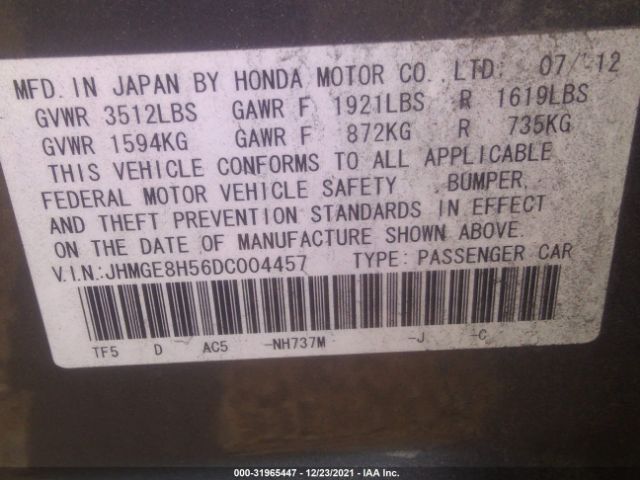 MFD. IN JAPAN BY HONDA MOTOR CO., LTD. 07/12
GVWR 3512LBS GAWR F 1921LBS R 1619LBS
GVWR 1594KG GAWR F 872KG R 735KG
THIS VEHICLE CONFORMS TO ALL APPLICABLE
FEDERAL MOTOR VEHICLE SAFETY BUMPER,
AND THEFT PREVENTION STANDARDS IN EFFECT
ON THE DATE OF MANUFACTURE SHOWN ABOVE.
V.I.N.:JHMGE8H56DC004457 TYPE: PASSENGER CAR
TF5 D AC5 -NH737M -J -C
000-31965447 - 12/23/2021 - IAA Inc.